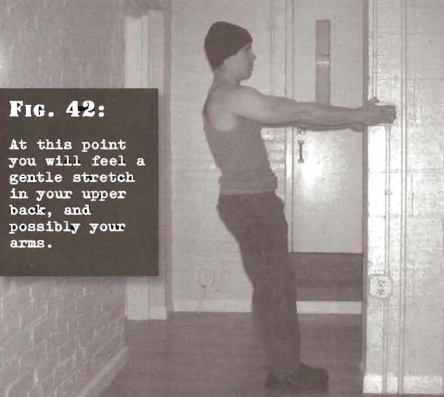 FIG. 42:
At this point
you will feel a
gentle stretch
in your upper
back, and
possibly your
arms.